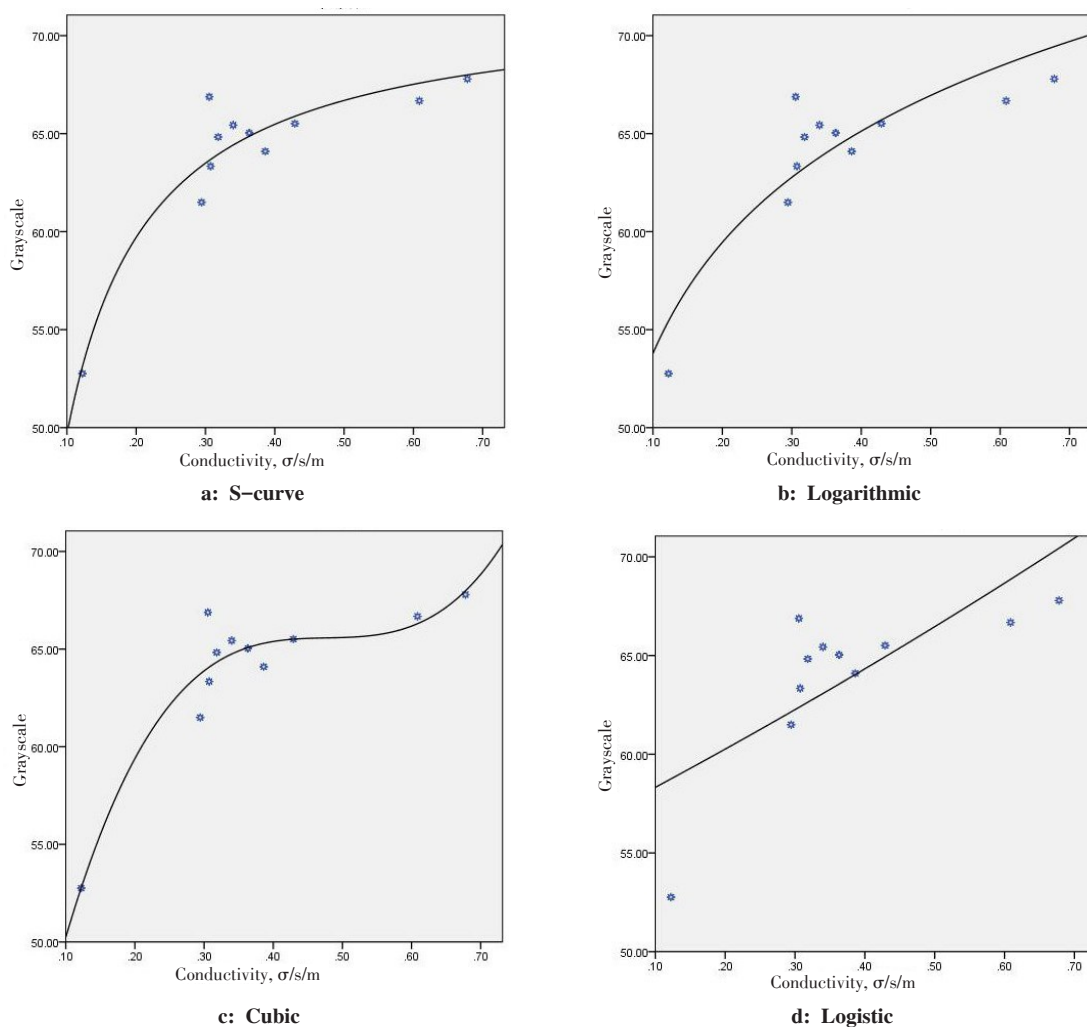 70.00
65.00
60.00
55.00
50.00
Grayscale
.10 .20 .30 .40 .50 .60 .70
Conductivity, σ/s/m
a: S-curve
70.00
65.00
60.00
55.00
50.00
Grayscale
.10 .20 .30 .40 .50 .60 .70
Conductivity, σ/s/m
b: Logarithmic
70.00
65.00
60.00
55.00
50.00
Grayscale
.10 .20 .30 .40 .50 .60 .70
Conductivity, σ/s/m
c: Cubic
70.00
65.00
60.00
55.00
50.00
Grayscale
.10 .20 .30 .40 .50 .60 .70
Conductivity, σ/s/m
d: Logistic